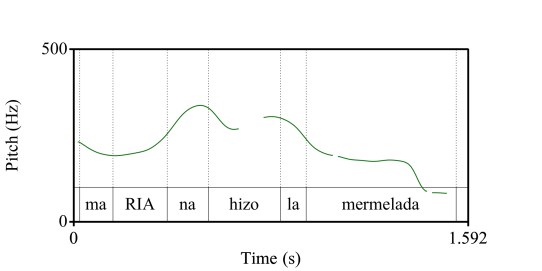 500
Pitch (Hz)
ma RIA na hizo la mermelada
0
0 1.592
Time (s)